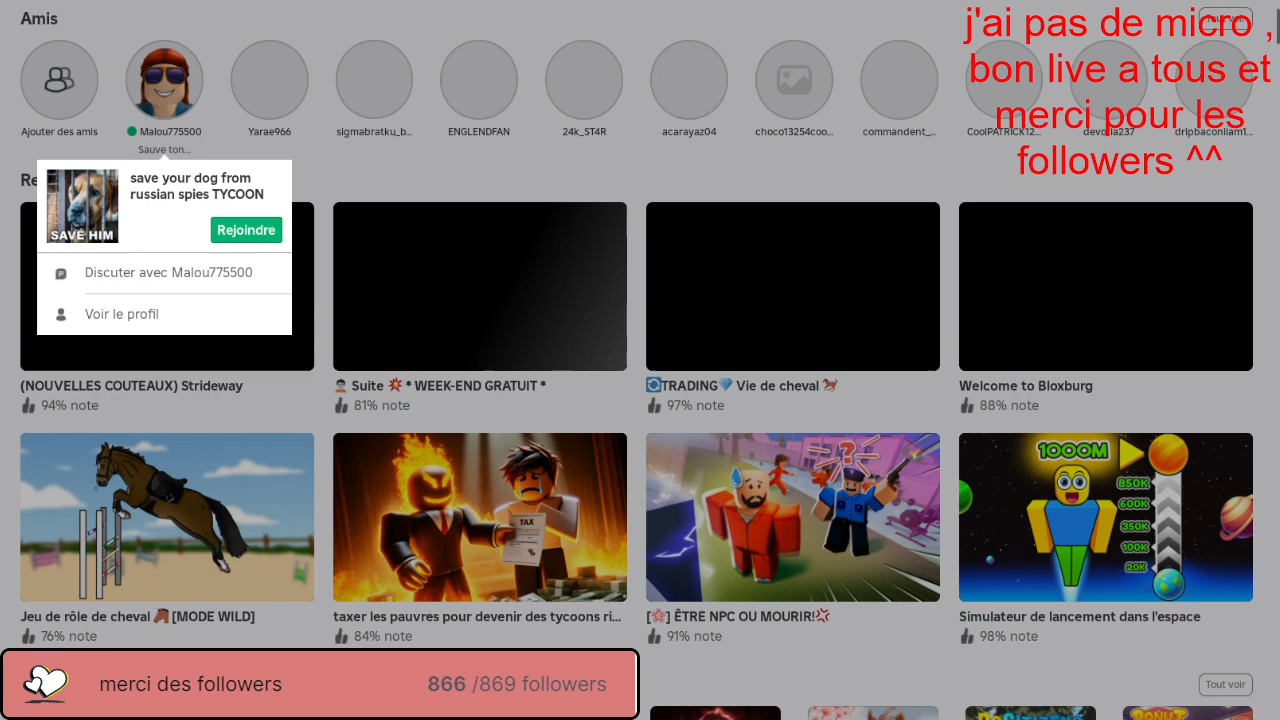 Amis
j'ai pas de micro ,
bon live a tous et
merci pour les
followers ^^
Ajouter des amis
Malou775500
Yarae966
sigmabratku_b...
ENGLENDFAN
24k_ST4R
acarayaz04
choco13254coo...
commandent_..
CoolPATRICK12...
dripbaconliam1...
Sauve ton...
save your dog from
russian spies TYCOON
SAVE HIM
Rejoindre
Discuter avec Malou775500
Voir le profil
(NOUVELLES COUTEAUX) Strideway
94% note
Suite * WEEK-END GRATUIT *
81% note
TRADING Vie de cheval
97% note
Welcome to Bloxburg
88% note
TAX
?
1000M
850K
600K
350K
100K
20K
Jeu de rôle de cheval [MODE WILD]
76% note
taxer les pauvres pour devenir des tycoons ri...
84% note
[🌸] ÊTRE NPC OU MOURIR!
91% note
Simulateur de lancement dans l'espace
98% note
merci des followers
866 /869 followers
Tout voir